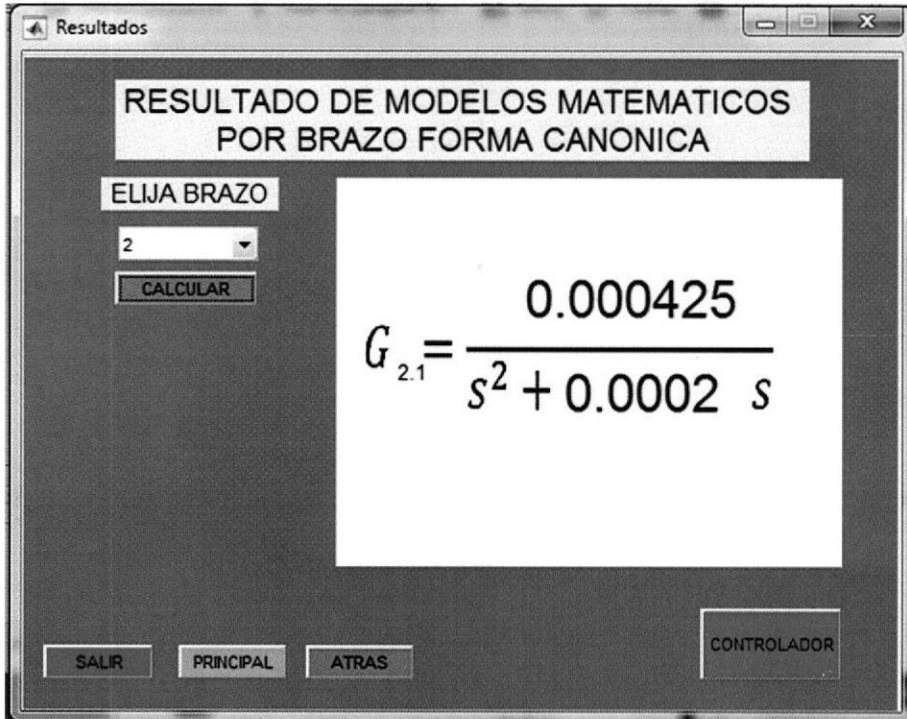 Resultados
RESULTADO DE MODELOS MATEMATICOS
POR BRAZO FORMA CANONICA
ELIJA BRAZO
2
CALCULAR
0.000425
G 2.1 =
s² + 0.0002 s
SALIR
PRINCIPAL
ATRAS
CONTROLADOR